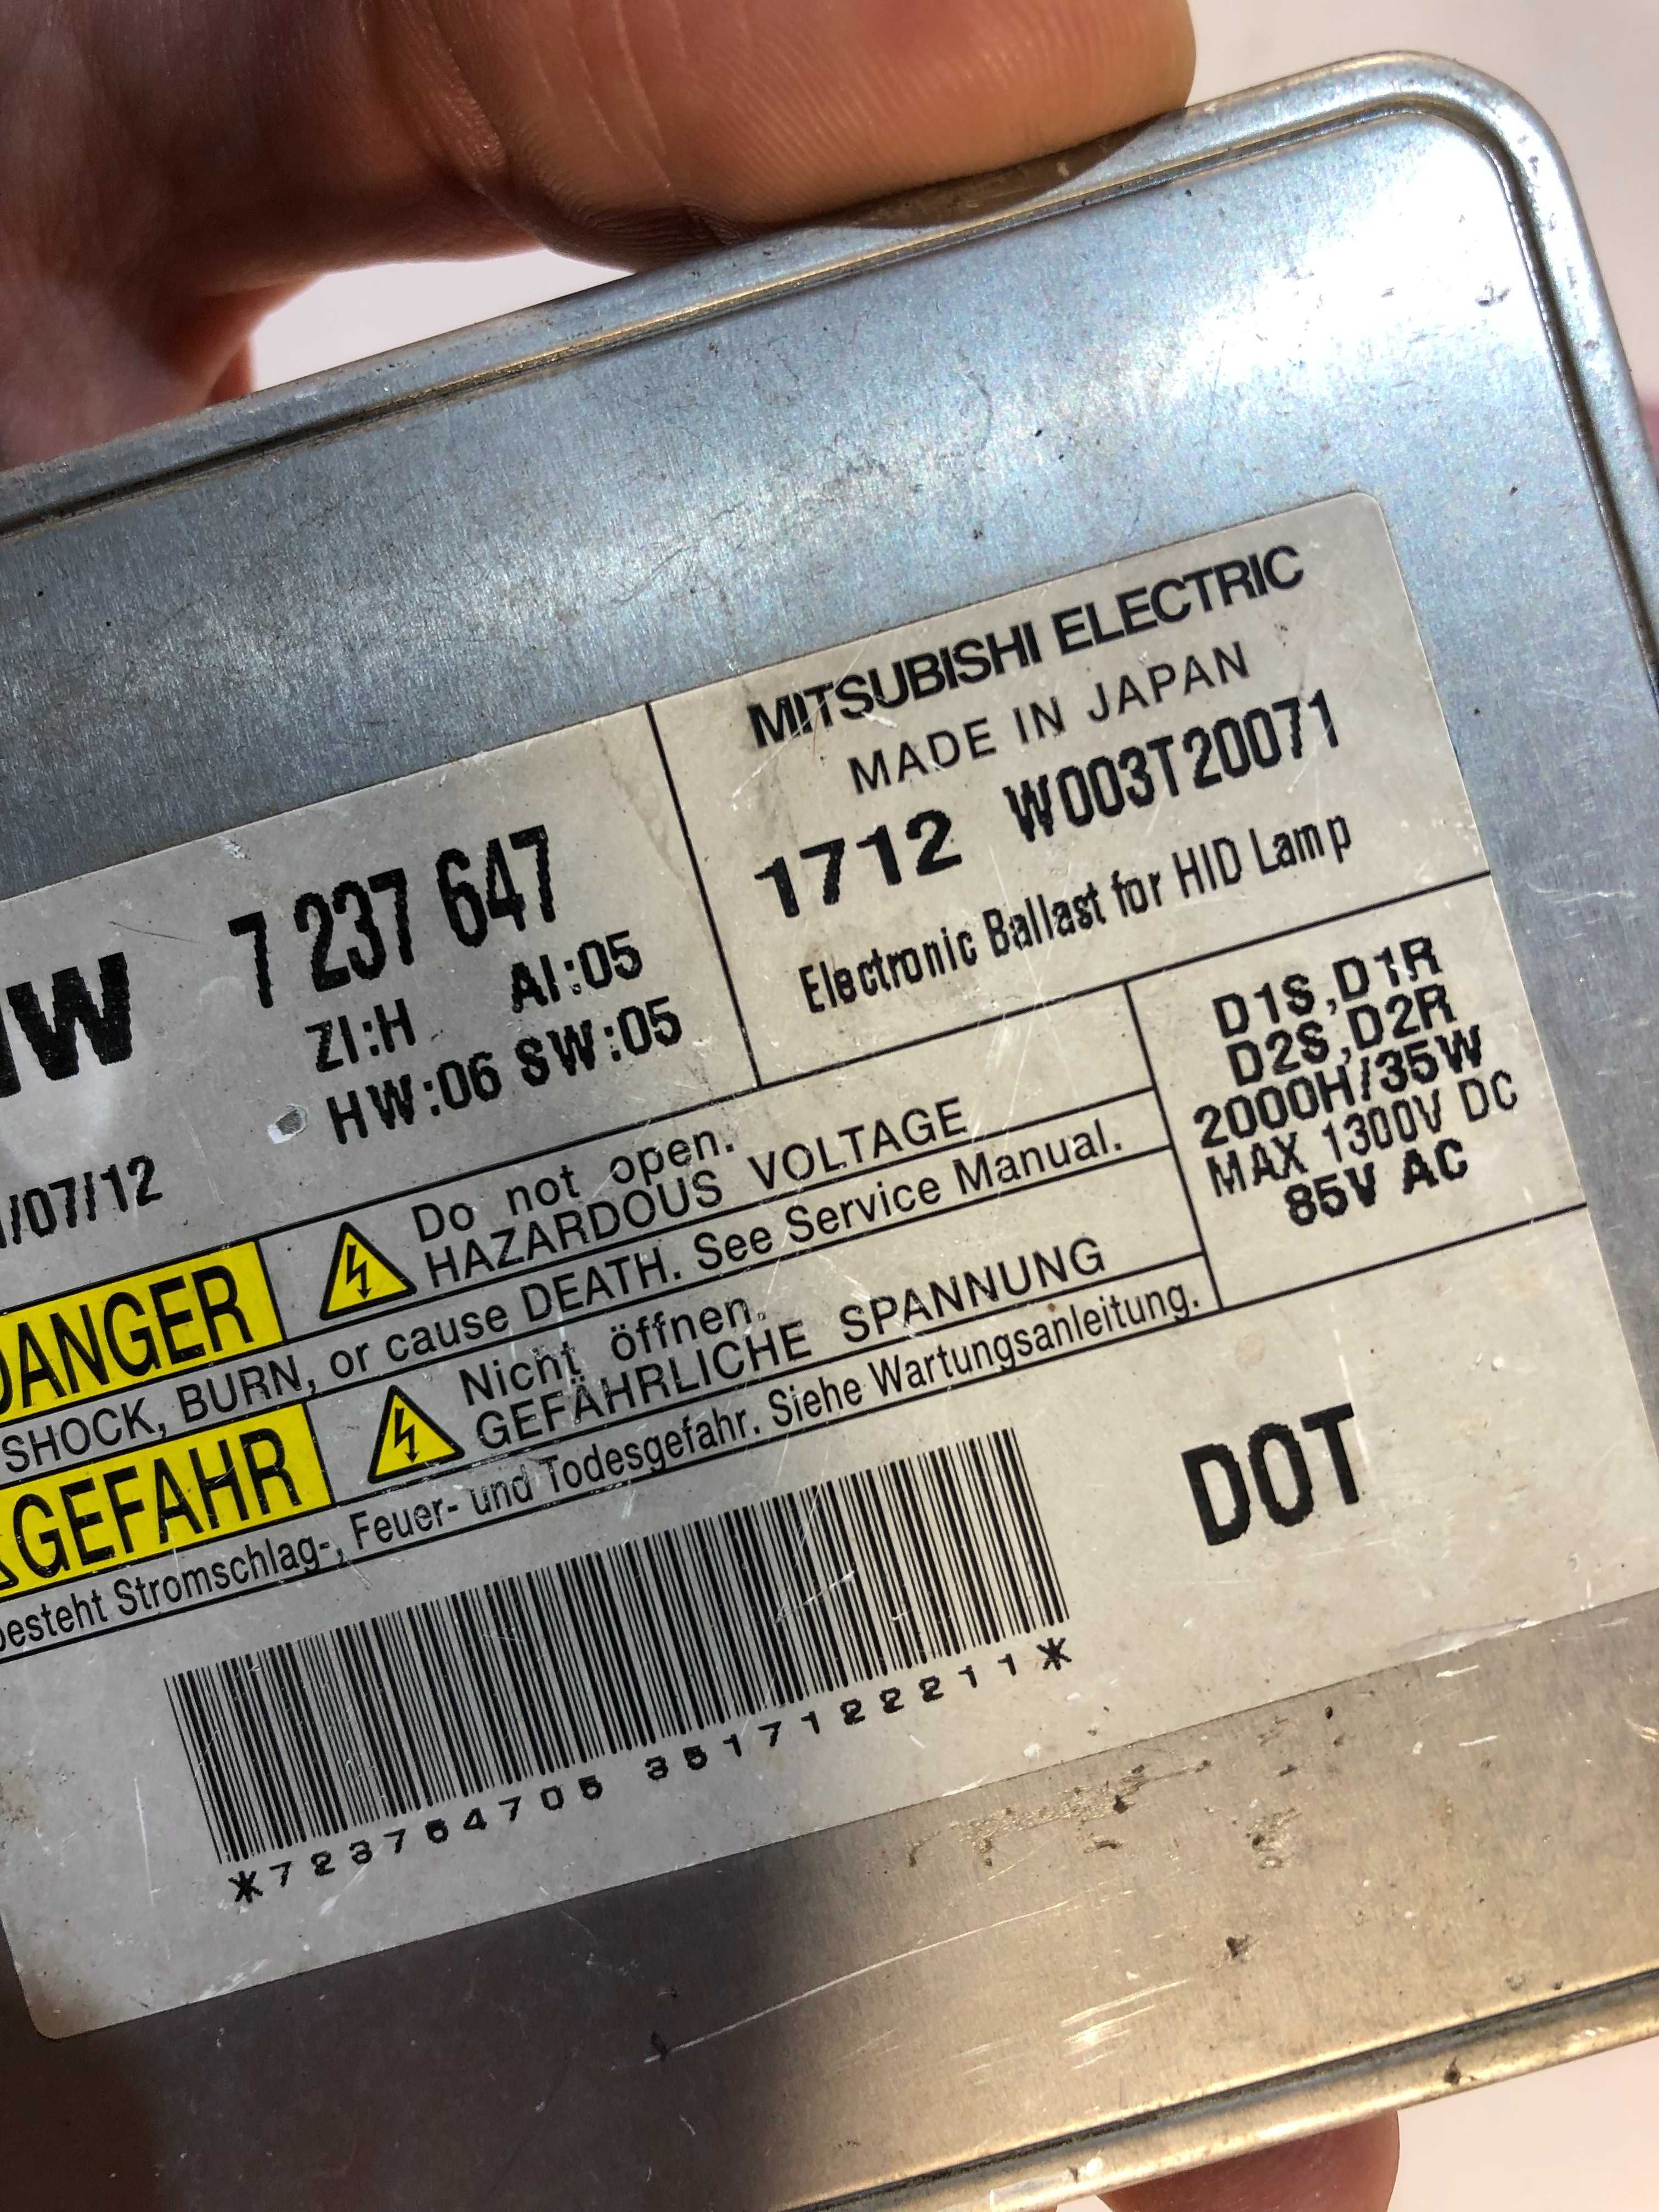 MITSUBISHI ELECTRIC
MADE IN JAPAN
1712 W003T20071
Electronic Ballast for HID Lamp
7 237 647
ZI:H AI:05
HW:06 SW:05
/07/12
D1S,D1R
D2S,D2R
2000H/35W
MAX 1300V DC
85V AC
DANGER
Do not open.
HAZARDOUS VOLTAGE
SHOCK, BURN, or cause DEATH. See Service Manual.
GEFAHR
Nicht öffnen.
GEFÄHRLICHE SPANNUNG
besteht Stromschlag-, Feuer- und Todesgefahr. Siehe Wartungsanleitung.
DOT
*723764705 3517122211*